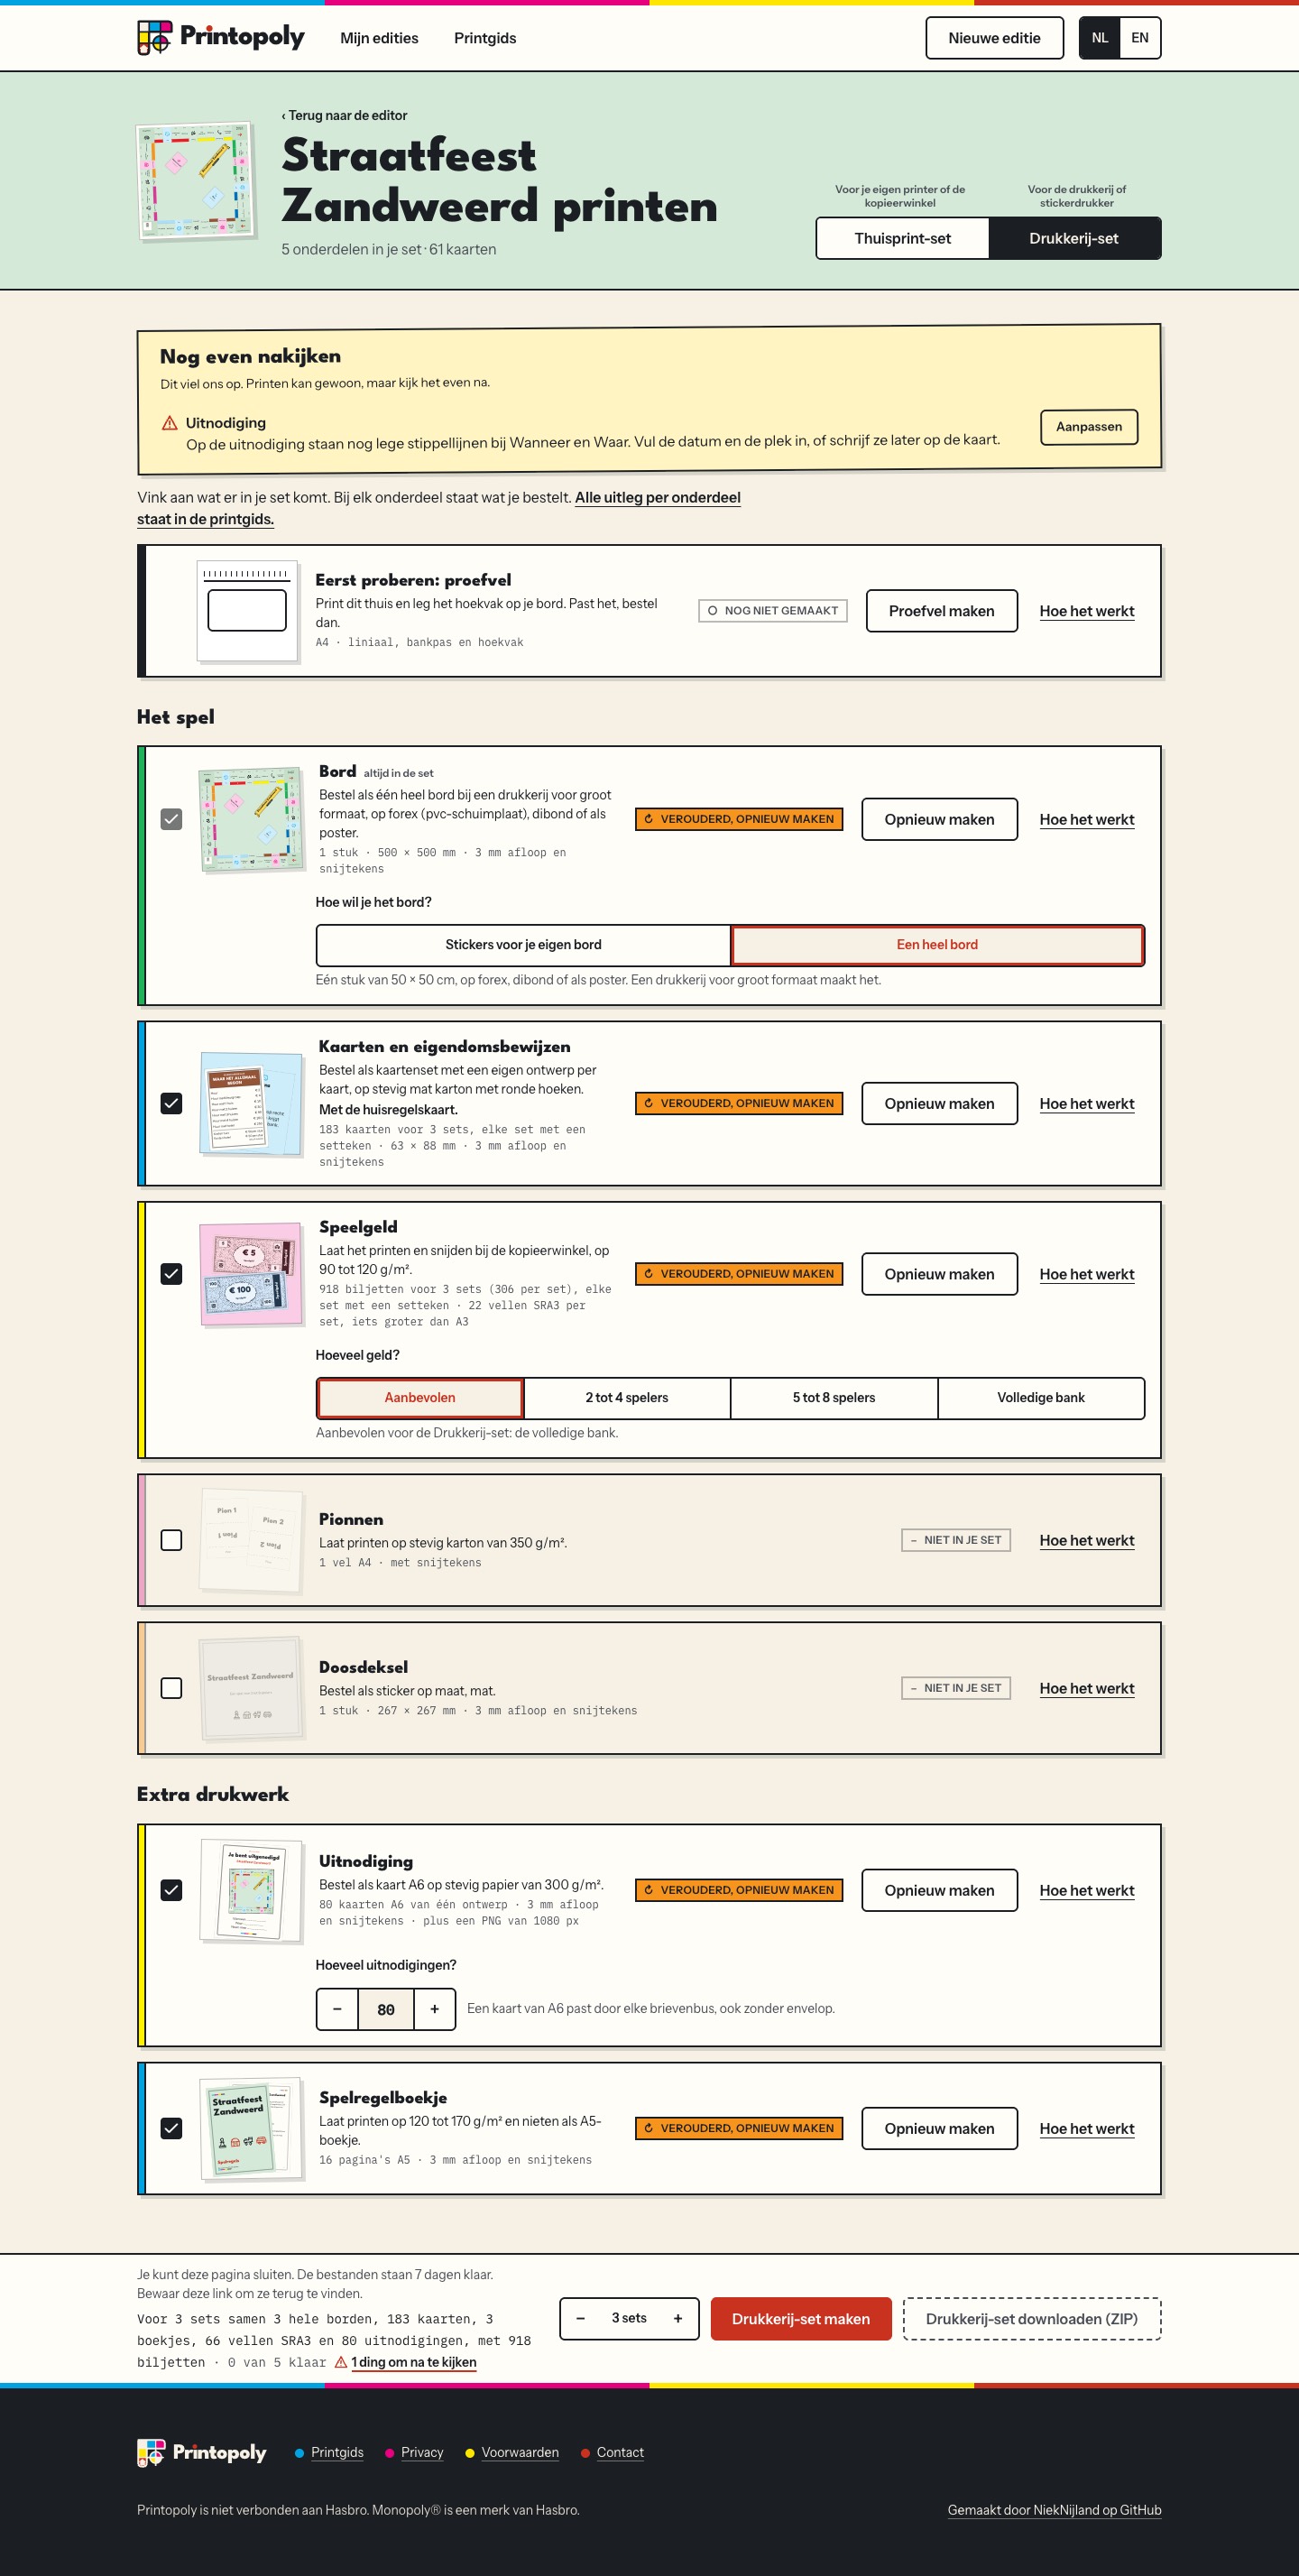 Printopoly
Mijn edities
Printgids
Nieuwe editie
NL
EN
‹ Terug naar de editor
Straatfeest
Zandweerd printen
5 onderdelen in je set · 61 kaarten
Voor je eigen printer of de
kopieerwinkel
Voor de drukkerij of
stickerdrukker
Thuisprint-set
Drukkerij-set
Nog even nakijken
Dit viel ons op. Printen kan gewoon, maar kijk het even na.
Uitnodiging
Op de uitnodiging staan nog lege stippellijnen bij Wanneer en Waar. Vul de datum en de plek in, of schrijf ze later op de kaart.
Aanpassen
Vink aan wat er in je set komt. Bij elk onderdeel staat wat je bestelt. Alle uitleg per onderdeel
staat in de printgids.
Eerst proberen: proefvel
Print dit thuis en leg het hoekvak op je bord. Past het, bestel
dan.
A4 · liniaal, bankpas en hoekvak
NOG NIET GEMAAKT
Proefvel maken
Hoe het werkt
Het spel
Bord altijd in de set
Bestel als één heel bord bij een drukkerij voor groot
formaat, op forex (pvc-schuimplaat), dibond of als
poster.
1 stuk · 500 × 500 mm · 3 mm afloop en
snijtekens
VEROUDERD, OPNIEUW MAKEN
Opnieuw maken
Hoe het werkt
Hoe wil je het bord?
Stickers voor je eigen bord
Een heel bord
Eén stuk van 50 × 50 cm, op forex, dibond of als poster. Een drukkerij voor groot formaat maakt het.
WAAR HET ALLEMAAL
BEGON
Kaarten en eigendomsbewijzen
Bestel als kaartenset met een eigen ontwerp per
kaart, op stevig mat karton met ronde hoeken.
Met de huisregelskaart.
183 kaarten voor 3 sets, elke set met een
setteken · 63 × 88 mm · 3 mm afloop en
snijtekens
VEROUDERD, OPNIEUW MAKEN
Opnieuw maken
Hoe het werkt
€ 5
€ 100
Speelgeld
Laat het printen en snijden bij de kopieerwinkel, op
90 tot 120 g/m².
918 biljetten voor 3 sets (306 per set), elke
set met een setteken · 22 vellen SRA3 per
set, iets groter dan A3
VEROUDERD, OPNIEUW MAKEN
Opnieuw maken
Hoe het werkt
Hoeveel geld?
Aanbevolen
2 tot 4 spelers
5 tot 8 spelers
Volledige bank
Aanbevolen voor de Drukkerij-set: de volledige bank.
Pion 1
Pion 2
Pion 1
Pion 2
Pionnen
Laat printen op stevig karton van 350 g/m².
1 vel A4 · met snijtekens
– NIET IN JE SET
Hoe het werkt
Straatfeest Zandweerd
Doosdeksel
Bestel als sticker op maat, mat.
1 stuk · 267 × 267 mm · 3 mm afloop en snijtekens
– NIET IN JE SET
Hoe het werkt
Extra drukwerk
Je bent uitgenodigd
Uitnodiging
Bestel als kaart A6 op stevig papier van 300 g/m².
80 kaarten A6 van één ontwerp · 3 mm afloop
en snijtekens · plus een PNG van 1080 px
VEROUDERD, OPNIEUW MAKEN
Opnieuw maken
Hoe het werkt
Hoeveel uitnodigingen?
− 80 +
Een kaart van A6 past door elke brievenbus, ook zonder envelop.
Straatfeest
Zandweerd
Spelregels
Spelregelboekje
Laat printen op 120 tot 170 g/m² en nieten als A5-
boekje.
16 pagina's A5 · 3 mm afloop en snijtekens
VEROUDERD, OPNIEUW MAKEN
Opnieuw maken
Hoe het werkt
Je kunt deze pagina sluiten. De bestanden staan 7 dagen klaar.
Bewaar deze link om ze terug te vinden.
Voor 3 sets samen 3 hele borden, 183 kaarten, 3
boekjes, 66 vellen SRA3 en 80 uitnodigingen, met 918
biljetten · 0 van 5 klaar 1 ding om na te kijken
− 3 sets +
Drukkerij-set maken
Drukkerij-set downloaden (ZIP)
Printopoly
Printgids
Privacy
Voorwaarden
Contact
Printopoly is niet verbonden aan Hasbro. Monopoly® is een merk van Hasbro.
Gemaakt door NiekNijland op GitHub